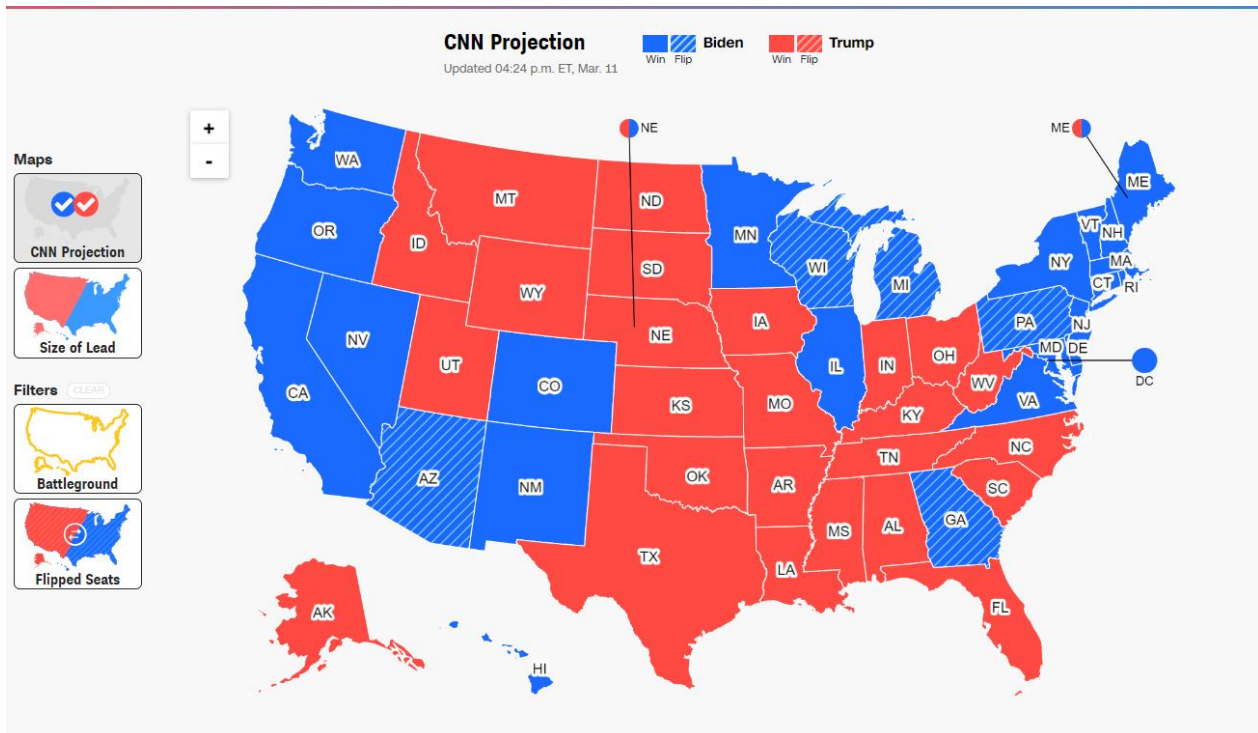 CNN Projection
Updated 04:24 p.m. ET, Mar. 11
Win Flip Biden
Win Flip Trump
+
-
Maps
CNN Projection
Size of Lead
Filters CLEAR
Battleground
Flipped Seats
NE
ME
WA
MT
ND
ME
OR
ID
MN
VT
NH
SD
WI
NY
MA
WY
MI
CT
RI
IA
PA
NJ
NV
NE
OH
MD
DE
UT
IL
IN
DC
CA
CO
WV
KS
MO
VA
KY
NC
TN
AZ
OK
NM
AR
SC
GA
MS
AL
TX
LA
AK
FL
HI